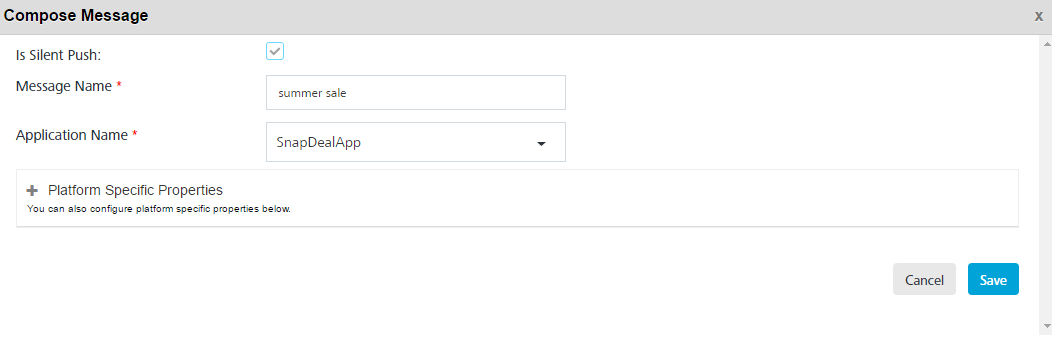 Compose Message x
Is Silent Push:
Message Name *
summer sale
Application Name *
SnapDealApp
Platform Specific Properties
You can also configure platform specific properties below.
Cancel Save